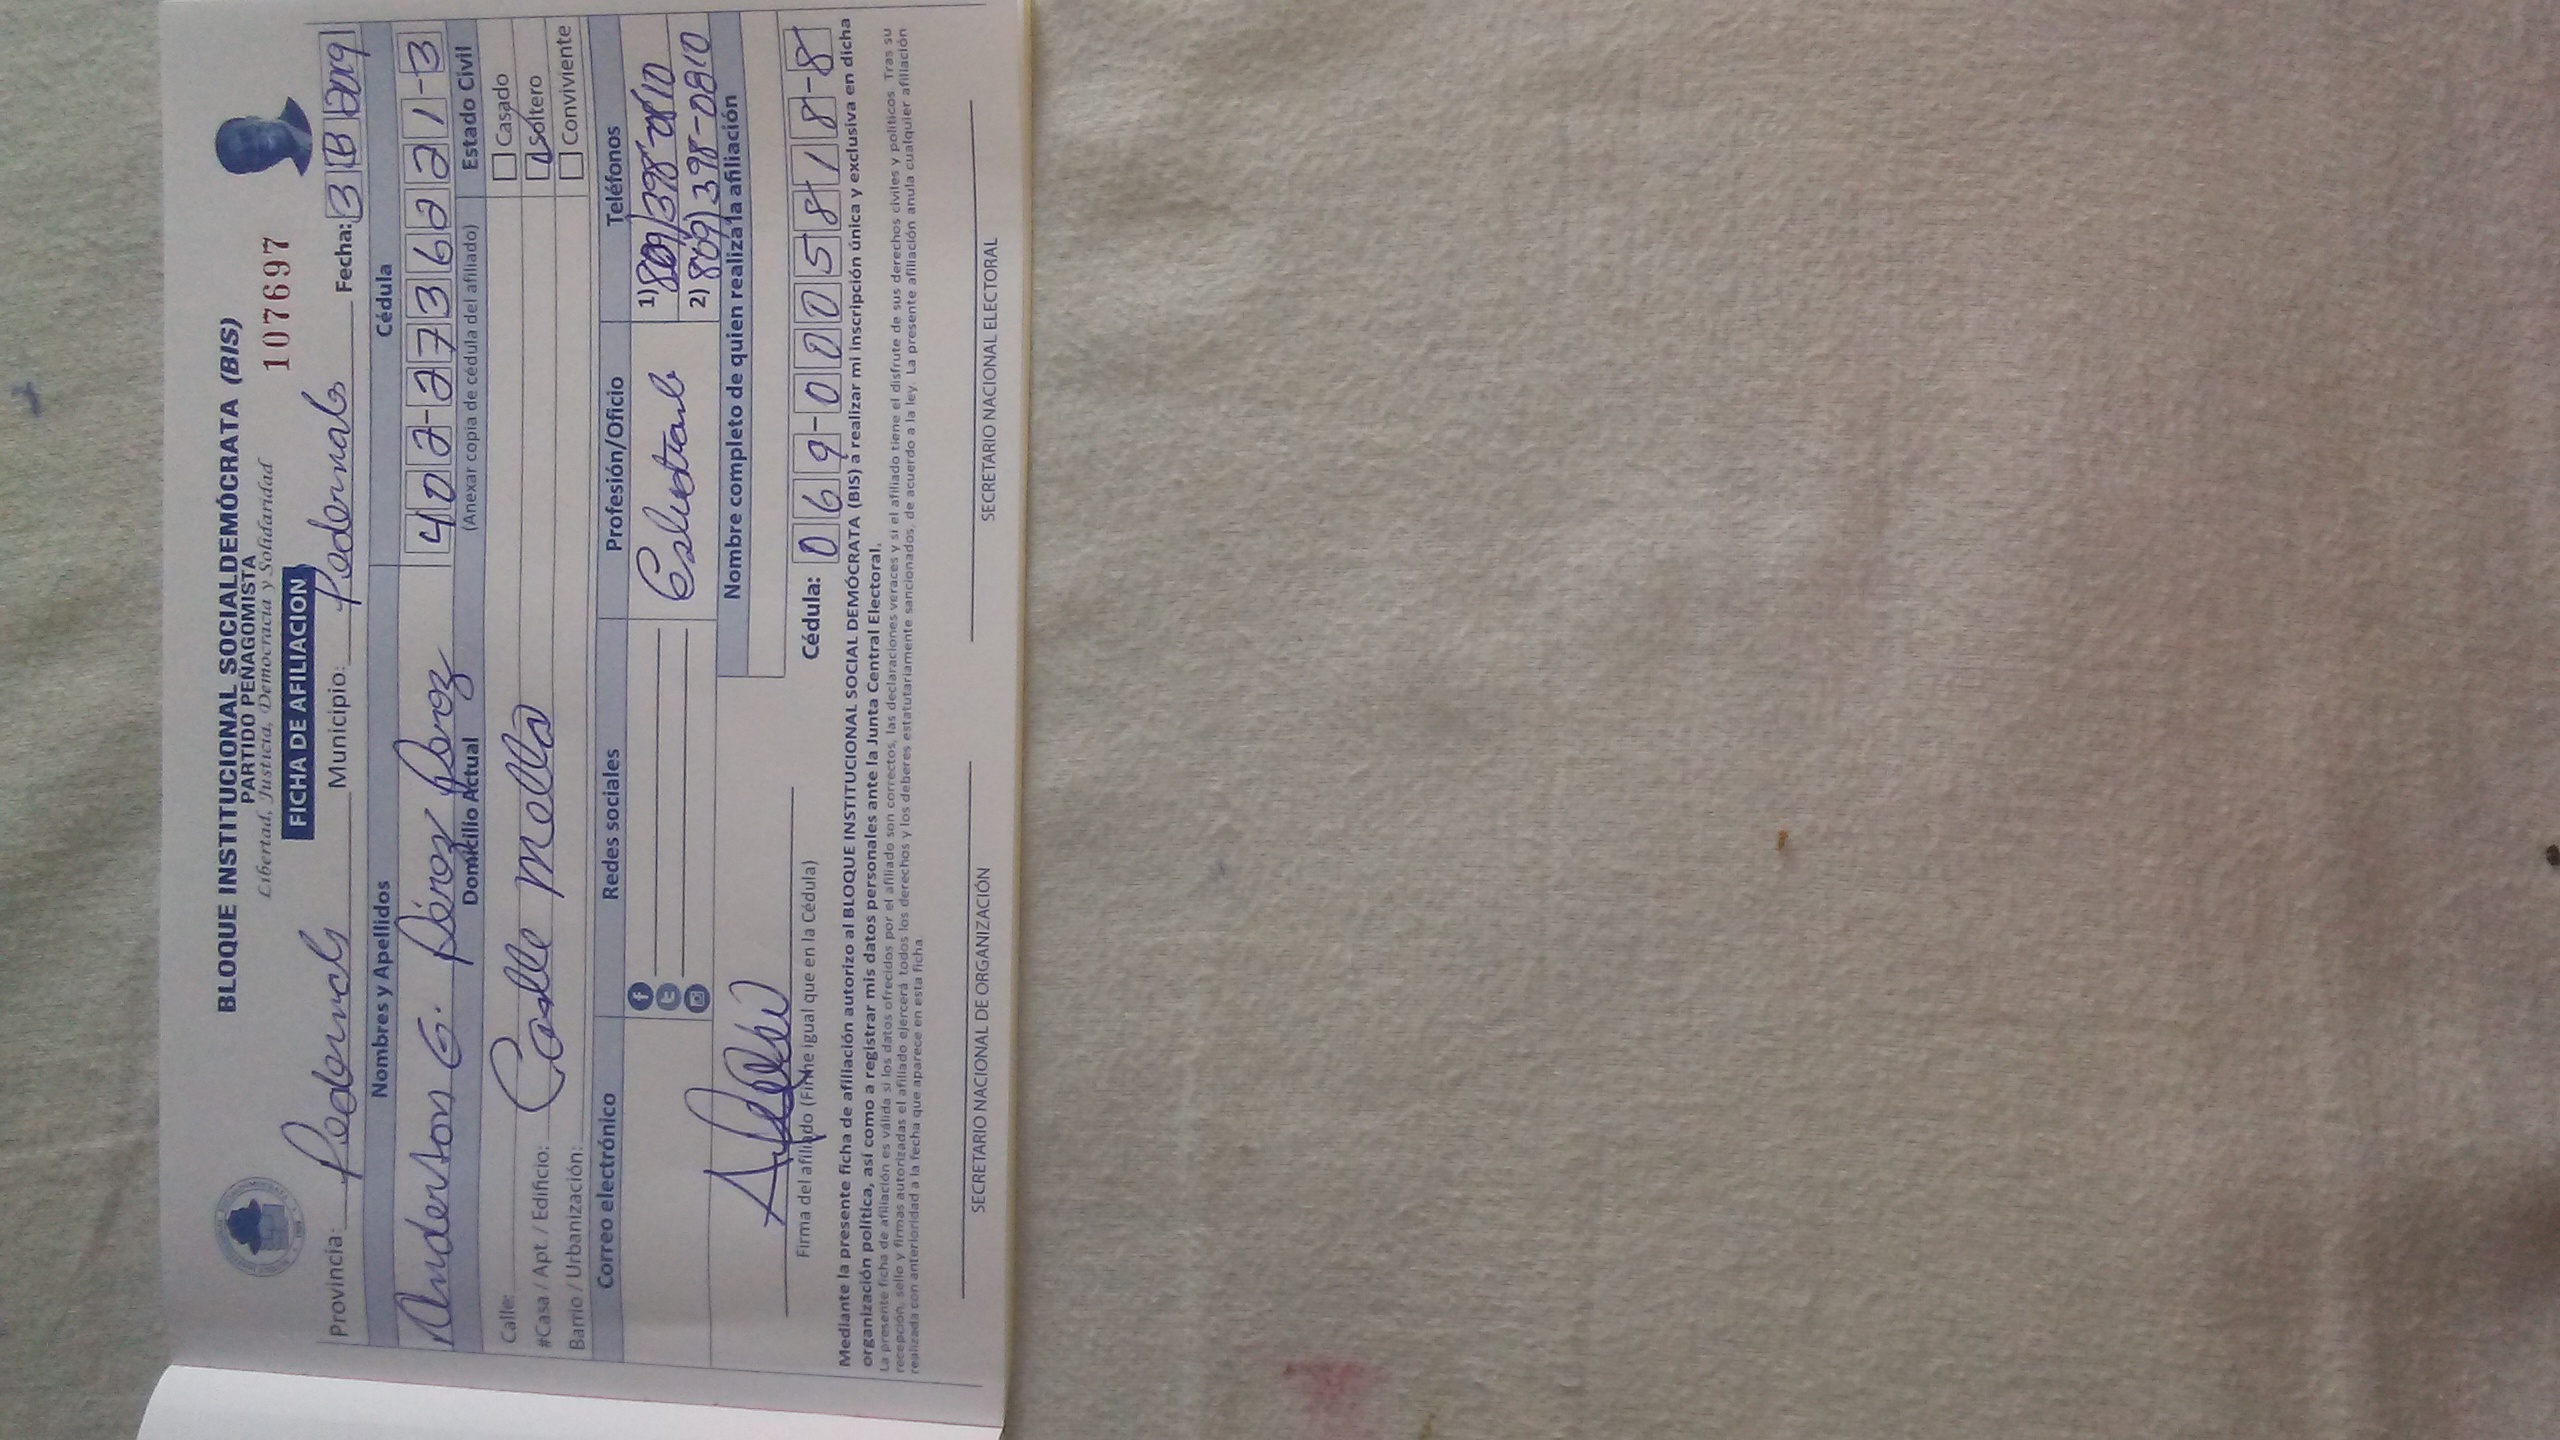 BLOQUE INSTITUCIONAL SOCIALDEMÓCRATA (BIS)
PARTIDO PEÑAGOMISTA
Libertad, Justicia, Democracia y Solidaridad
107697
FICHA DE AFILIACION
Provincia: Pedernales Municipio: Pedernales Fecha: 3 B 2019
Nombres y Apellidos Cédula
Anderson G. Pérez Pérez 402-2736221-3
Domicilio Actual (Anexar copia de cédula del afiliado) Estado Civil
Calle: Casado
#Casa / Apt. / Edificio: Calle Mella Soltero
Barrio / Urbanización: Conviviente
Correo electrónico Redes sociales Profesión/Oficio Teléfonos
Estudiante
1) 809) 398-0810
2) 809) 398-0810
Nombre completo de quien realiza la afiliación
Cédula: 069-0005818-8
Firma del afiliado (Firme igual que en la Cédula)
Mediante la presente ficha de afiliación autorizo al BLOQUE INSTITUCIONAL SOCIAL DEMÓCRATA (BIS) a realizar mi inscripción única y exclusiva en dicha
organización política, así como a registrar mis datos personales ante la Junta Central Electoral.
La presente ficha de afiliación es válida si los datos ofrecidos por el afiliado son correctos, las declaraciones veraces y si el afiliado tiene el disfrute de sus derechos civiles y políticos. Tras su
recepción, sello y firmas autorizadas el afiliado ejercerá todos los derechos y los deberes estatutariamente sancionados, de acuerdo a la ley. La presente afiliación anula cualquier afiliación
realizada con anterioridad a la fecha que aparece en esta ficha.
SECRETARIO NACIONAL DE ORGANIZACIÓN SECRETARIO NACIONAL ELECTORAL